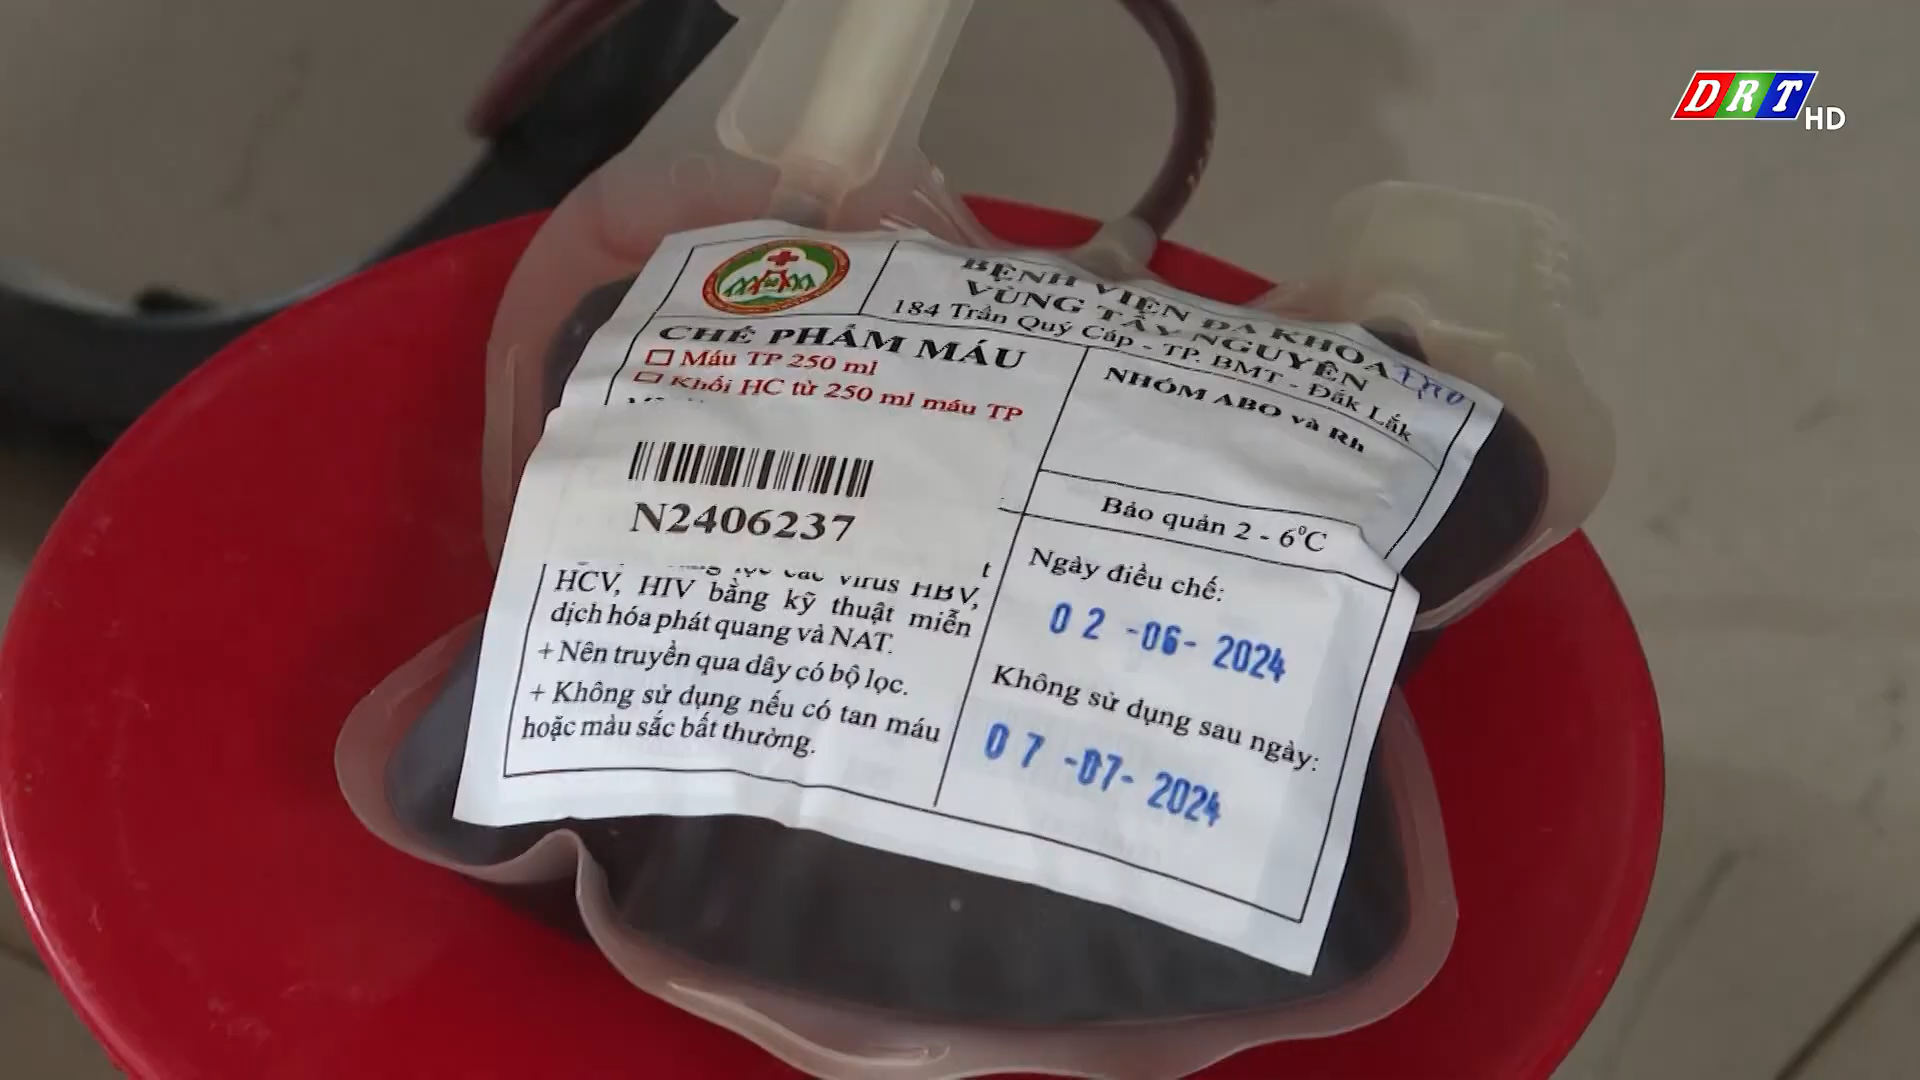 DRT HD
BỆNH VIỆN ĐA KHOA
VÙNG TÂY NGUYÊN
184 Trần Quý Cáp - TP. BMT - Đắk Lắk
CHẾ PHẨM MÁU
Máu TP 250 ml
Khối HC từ 250 ml máu TP
N2406237
các virus HBV,
HCV, HIV bằng kỹ thuật miễn
dịch hóa phát quang và NAT.
+ Nên truyền qua dây có bộ lọc.
+ Không sử dụng nếu có tan máu
hoặc màu sắc bất thường.
NHÓM ABO và Rh
Bảo quản 2 - 6⁰C
Ngày điều chế:
02 -06- 2024
Không sử dụng sau ngày:
07 -07- 2024